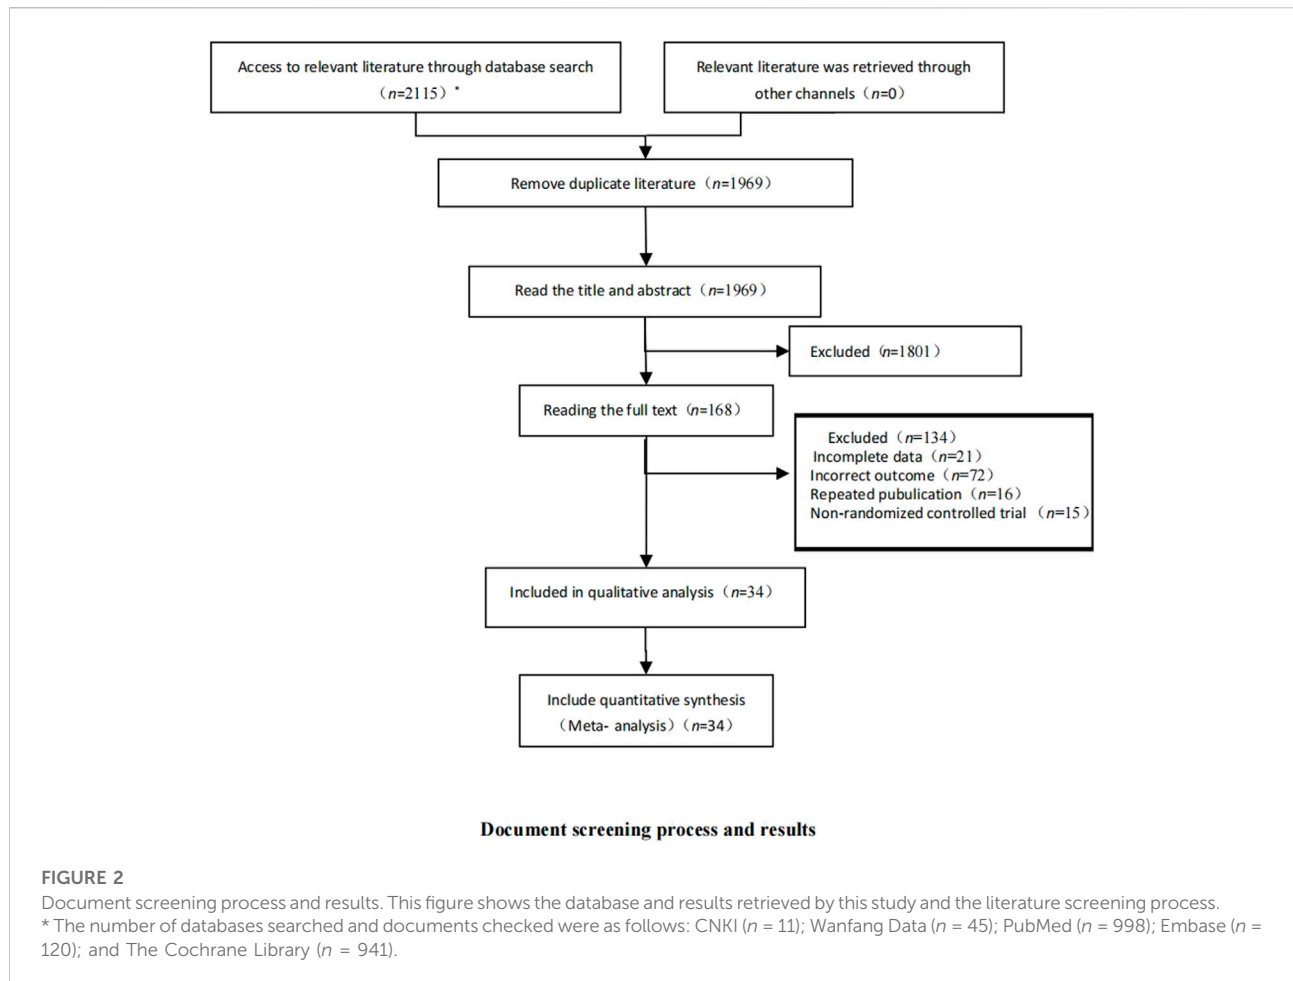 Access to relevant literature through database search
（n=2115）*
Relevant literature was retrieved through
other channels（n=0）
Remove duplicate literature（n=1969）
Read the title and abstract（n=1969）
Excluded（n=1801）
Reading the full text（n=168）
Excluded（n=134）
Incomplete data（n=21）
Incorrect outcome（n=72）
Repeated pubulication（n=16）
Non-randomized controlled trial （n=15）
Included in qualitative analysis（n=34）
Include quantitative synthesis
（Meta- analysis）（n=34）
Document screening process and results
FIGURE 2
Document screening process and results. This figure shows the database and results retrieved by this study and the literature screening process.
* The number of databases searched and documents checked were as follows: CNKI (n = 11); Wanfang Data (n = 45); PubMed (n = 998); Embase (n =
120); and The Cochrane Library (n = 941).